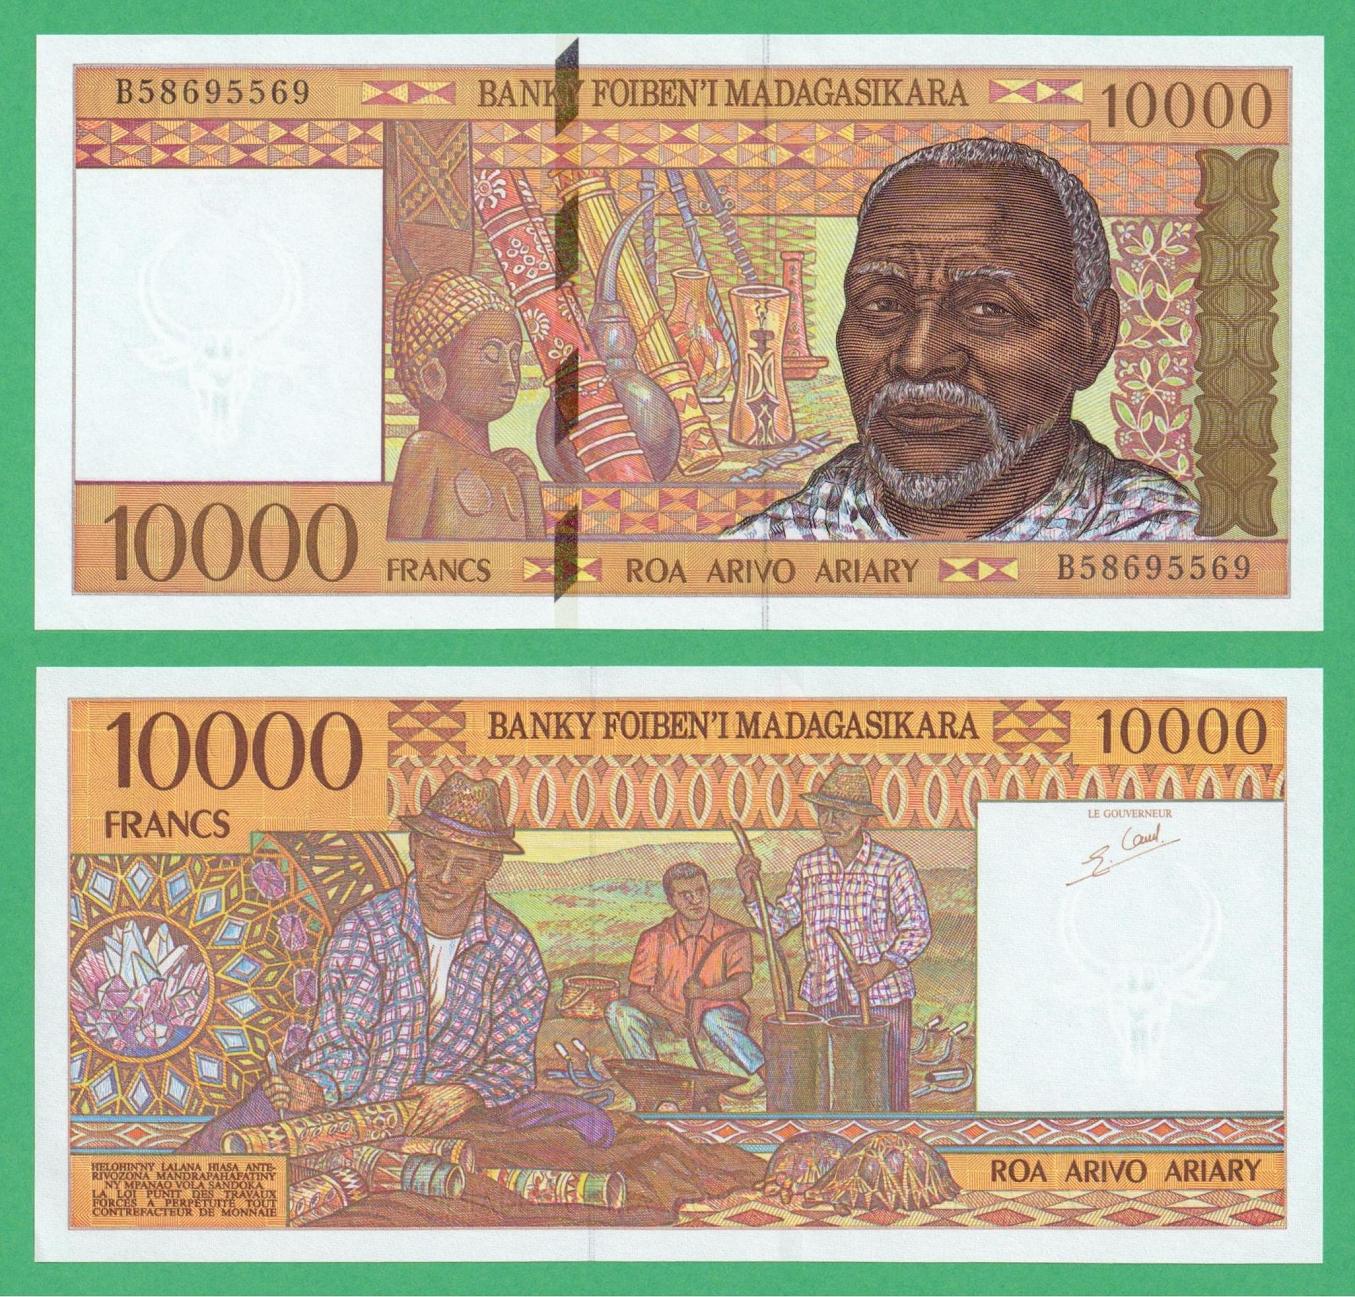 B58695569
BANKY FOIBEN'I MADAGASIKARA
10000
10000
FRANCS
ROA ARIVO ARIARY
B58695569
10000
FRANCS
BANKY FOIBEN'I MADAGASIKARA
10000
LE GOUVERNEUR
HELOHIN'NY LALANA HIASA ANTE-
RIVOZONA MANDRAPAHAFATINY
NY MPANAO VOLA SANDOKA
LA LOI PUNIT DES TRAVAUX
FORCES A PERPETUITE TOUT
CONTREFACTEUR DE MONNAIE
ROA ARIVO ARIARY